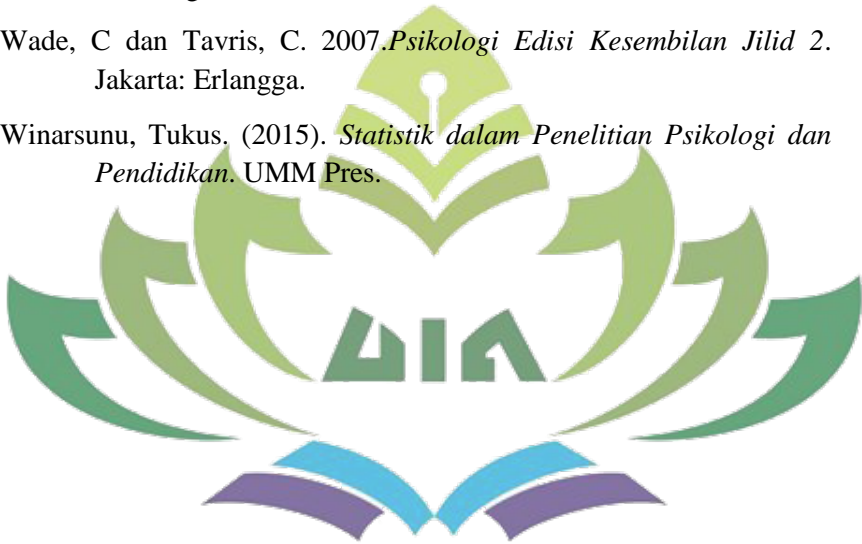 Wade, C dan Tavris, C. 2007.Psikologi Edisi Kesembilan Jilid 2.
Jakarta: Erlangga.
Winarsunu, Tukus. (2015). Statistik dalam Penelitian Psikologi dan
Pendidikan. UMM Pres.
UIN